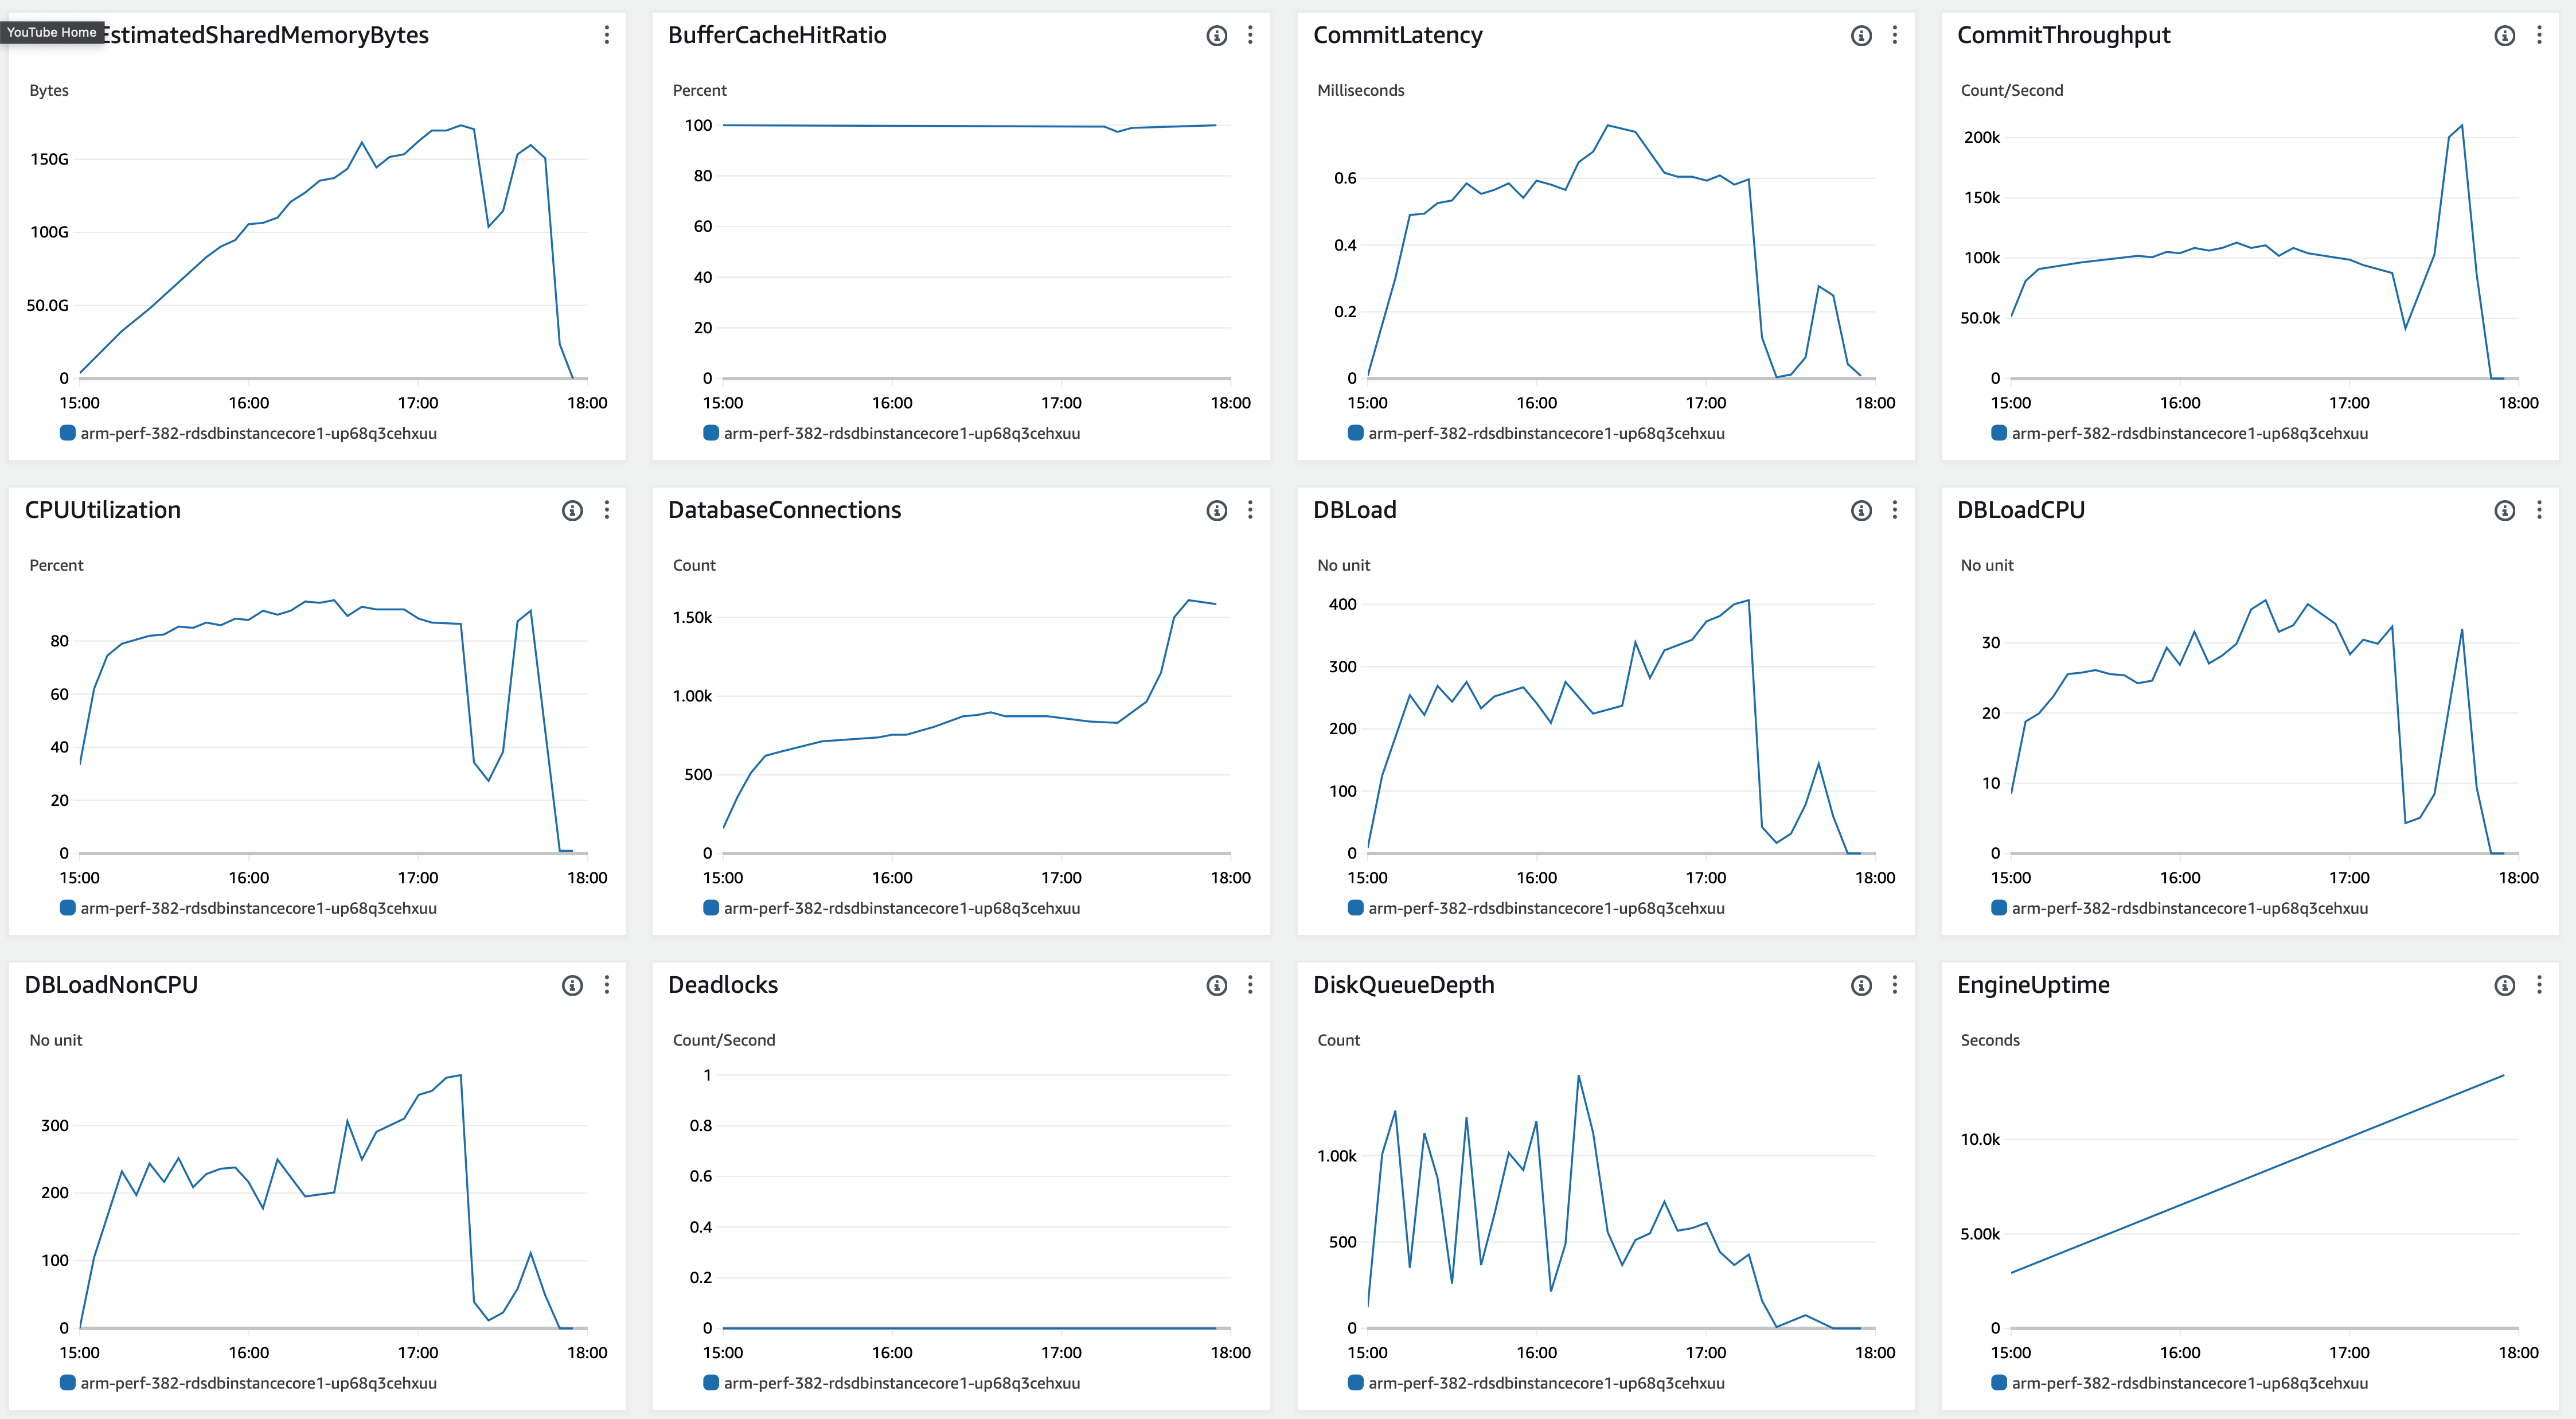 YouTube Home
EstimatedSharedMemoryBytes
Bytes
150G
100G
50.0G
0
15:00 16:00 17:00 18:00
arm-perf-382-rdsdbinstancecore1-up68q3cehxuu
BufferCacheHitRatio
Percent
100
80
60
40
20
0
15:00 16:00 17:00 18:00
arm-perf-382-rdsdbinstancecore1-up68q3cehxuu
CommitLatency
Milliseconds
0.6
0.4
0.2
0
15:00 16:00 17:00 18:00
arm-perf-382-rdsdbinstancecore1-up68q3cehxuu
CommitThroughput
Count/Second
200k
150k
100k
50.0k
0
15:00 16:00 17:00 18:00
arm-perf-382-rdsdbinstancecore1-up68q3cehxuu
CPUUtilization
Percent
80
60
40
20
0
15:00 16:00 17:00 18:00
arm-perf-382-rdsdbinstancecore1-up68q3cehxuu
DatabaseConnections
Count
1.50k
1.00k
500
0
15:00 16:00 17:00 18:00
arm-perf-382-rdsdbinstancecore1-up68q3cehxuu
DBLoad
No unit
400
300
200
100
0
15:00 16:00 17:00 18:00
arm-perf-382-rdsdbinstancecore1-up68q3cehxuu
DBLoadCPU
No unit
30
20
10
0
15:00 16:00 17:00 18:00
arm-perf-382-rdsdbinstancecore1-up68q3cehxuu
DBLoadNonCPU
No unit
300
200
100
0
15:00 16:00 17:00 18:00
arm-perf-382-rdsdbinstancecore1-up68q3cehxuu
Deadlocks
Count/Second
1
0.8
0.6
0.4
0.2
0
15:00 16:00 17:00 18:00
arm-perf-382-rdsdbinstancecore1-up68q3cehxuu
DiskQueueDepth
Count
1.00k
500
0
15:00 16:00 17:00 18:00
arm-perf-382-rdsdbinstancecore1-up68q3cehxuu
EngineUptime
Seconds
10.0k
5.00k
0
15:00 16:00 17:00 18:00
arm-perf-382-rdsdbinstancecore1-up68q3cehxuu